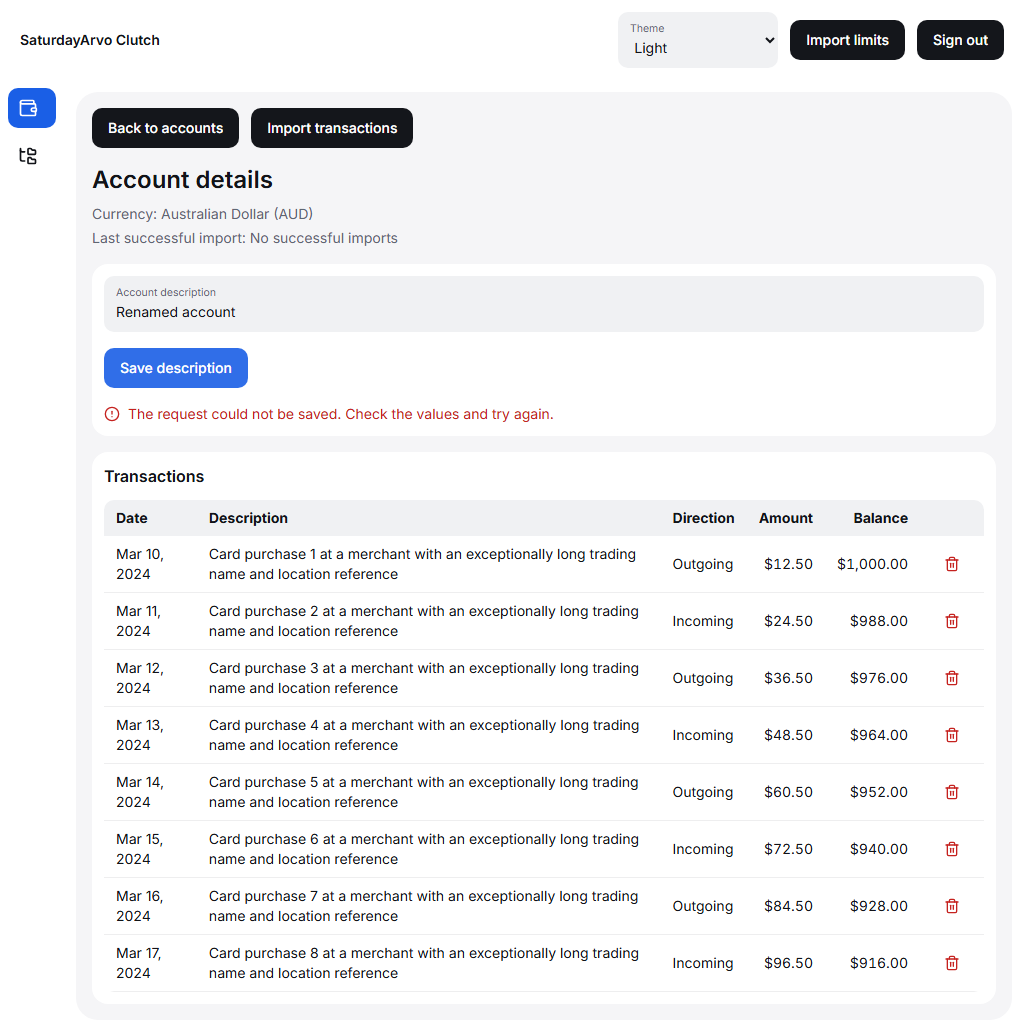 SaturdayArvo Clutch
Theme
Light
Import limits
Sign out
Back to accounts
Import transactions
Account details
Currency: Australian Dollar (AUD)
Last successful import: No successful imports
Account description
Renamed account
Save description
The request could not be saved. Check the values and try again.
Transactions
Date Description Direction Amount Balance
Mar 10, 2024 Card purchase 1 at a merchant with an exceptionally long trading name and location reference Outgoing $12.50 $1,000.00
Mar 11, 2024 Card purchase 2 at a merchant with an exceptionally long trading name and location reference Incoming $24.50 $988.00
Mar 12, 2024 Card purchase 3 at a merchant with an exceptionally long trading name and location reference Outgoing $36.50 $976.00
Mar 13, 2024 Card purchase 4 at a merchant with an exceptionally long trading name and location reference Incoming $48.50 $964.00
Mar 14, 2024 Card purchase 5 at a merchant with an exceptionally long trading name and location reference Outgoing $60.50 $952.00
Mar 15, 2024 Card purchase 6 at a merchant with an exceptionally long trading name and location reference Incoming $72.50 $940.00
Mar 16, 2024 Card purchase 7 at a merchant with an exceptionally long trading name and location reference Outgoing $84.50 $928.00
Mar 17, 2024 Card purchase 8 at a merchant with an exceptionally long trading name and location reference Incoming $96.50 $916.00